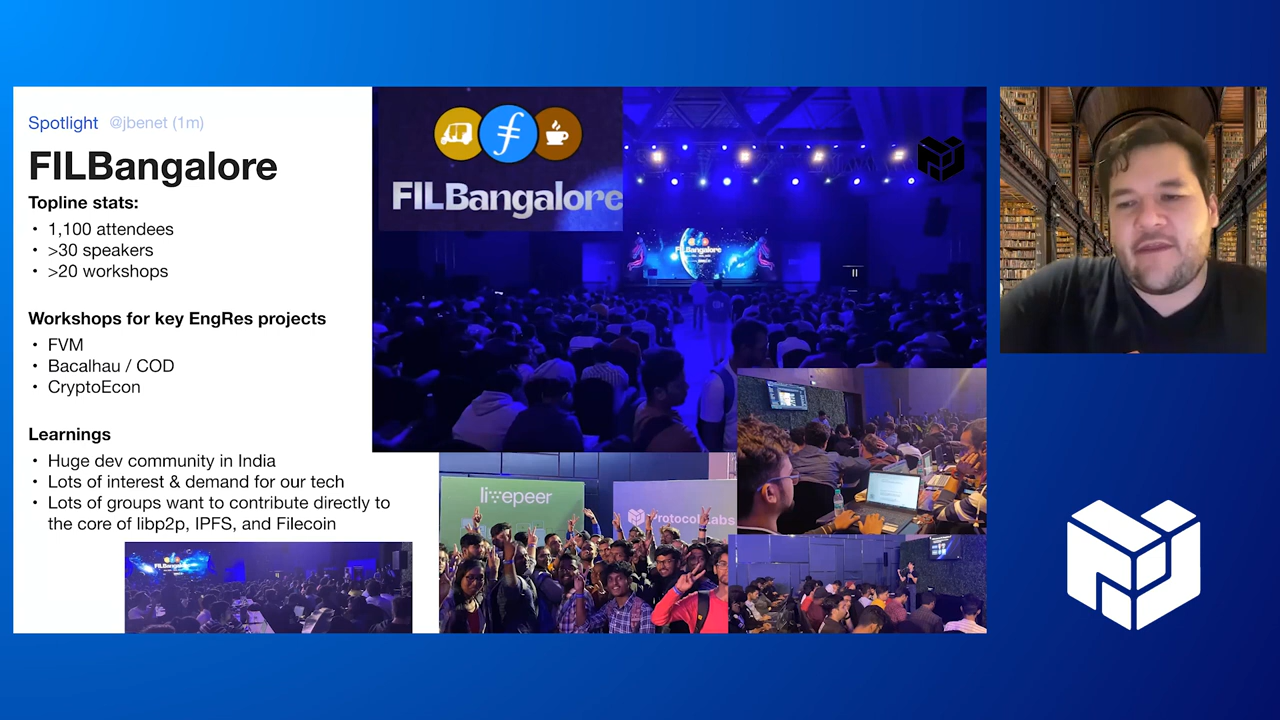 Spotlight @jbenet (1m)
FILBangalore
Topline stats:
• 1,100 attendees
• >30 speakers
• >20 workshops
Workshops for key EngRes projects
• FVM
• Bacalhau / COD
• CryptoEcon
Learnings
• Huge dev community in India
• Lots of interest & demand for our tech
• Lots of groups want to contribute directly to
the core of libp2p, IPFS, and Filecoin
FILBangalore
FILBangalore
livepeer
Protocol Labs
FILBangalore